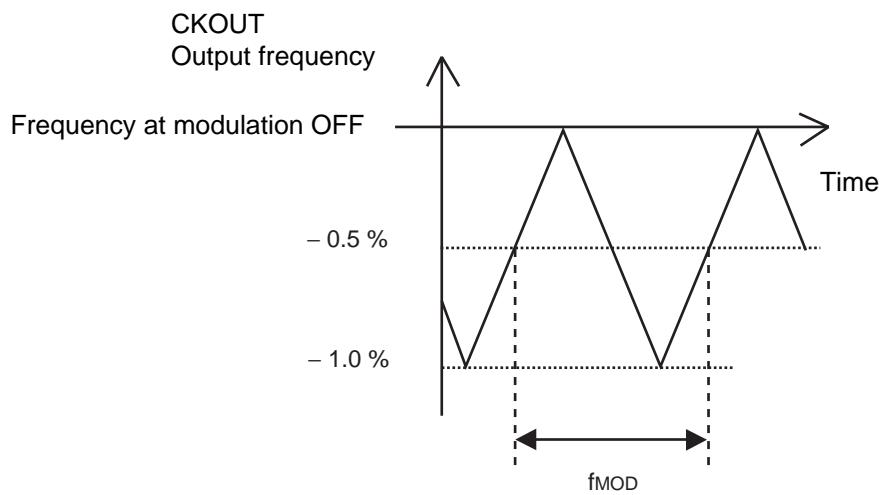 CKOUT
Output frequency
Frequency at modulation OFF
Time
− 0.5 %
− 1.0 %
fMOD